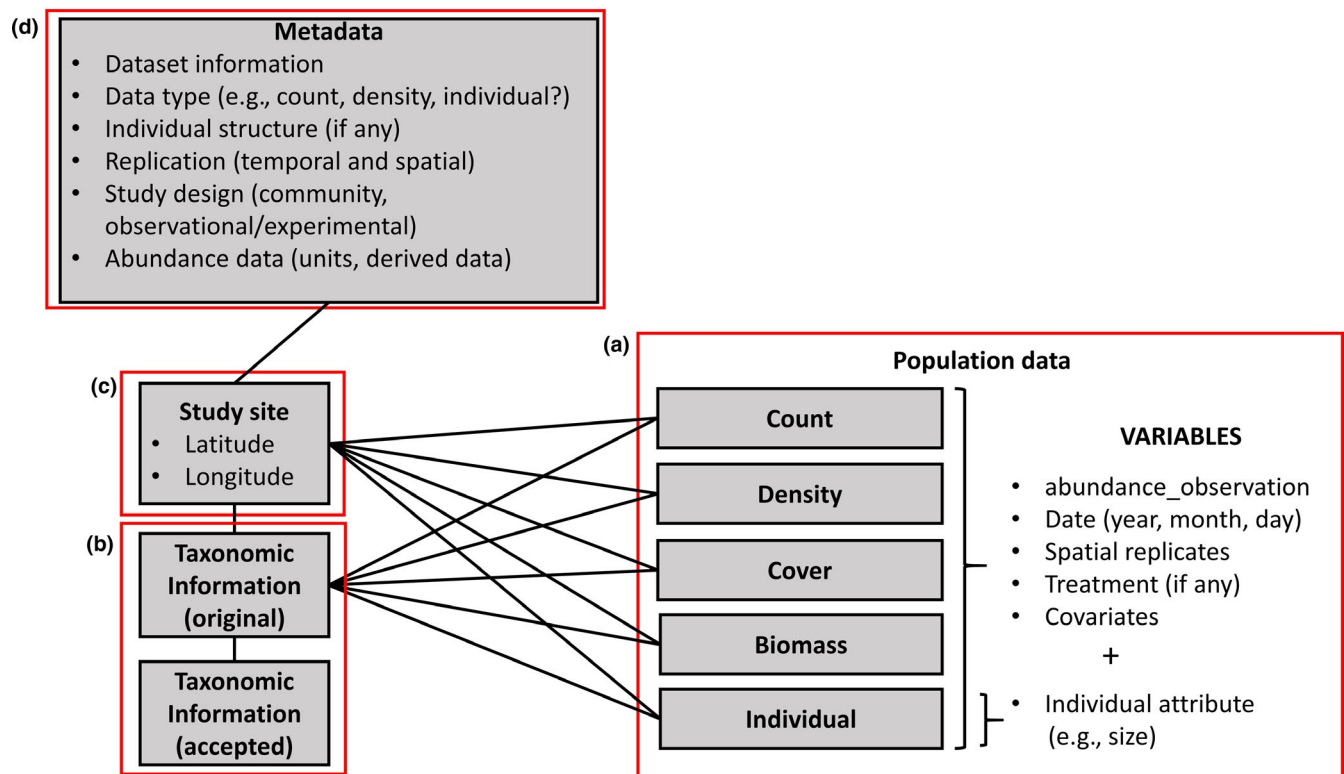 (d)
Metadata
• Dataset information
• Data type (e.g., count, density, individual?)
• Individual structure (if any)
• Replication (temporal and spatial)
• Study design (community,
observational/experimental)
• Abundance data (units, derived data)
(c)
Study site
• Latitude
• Longitude
(b)
Taxonomic
Information
(original)
Taxonomic
Information
(accepted)
(a)
Population data
Count
Density
Cover
Biomass
Individual
VARIABLES
• abundance_observation
• Date (year, month, day)
• Spatial replicates
• Treatment (if any)
• Covariates
+
• Individual attribute
(e.g., size)